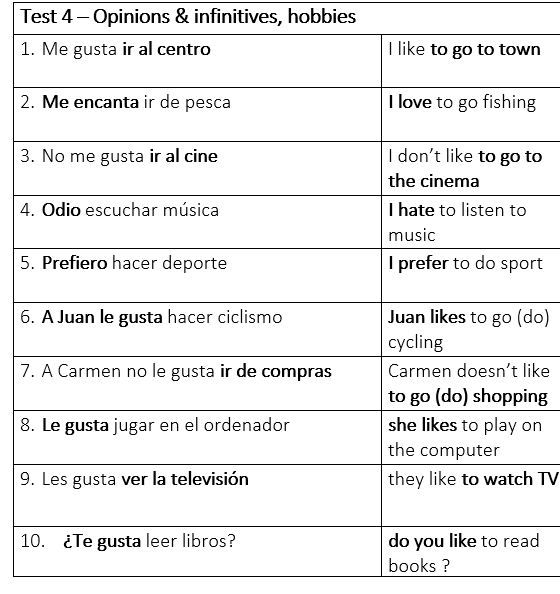 Test 4 – Opinions & infinitives, hobbies
1. Me gusta ir al centro
I like to go to town
2. Me encanta ir de pesca
I love to go fishing
3. No me gusta ir al cine
I don’t like to go to
the cinema
4. Odio escuchar música
I hate to listen to
music
5. Prefiero hacer deporte
I prefer to do sport
6. A Juan le gusta hacer ciclismo
Juan likes to go (do)
cycling
7. A Carmen no le gusta ir de compras
Carmen doesn’t like
to go (do) shopping
8. Le gusta jugar en el ordenador
she likes to play on
the computer
9. Les gusta ver la televisión
they like to watch TV
10. ¿Te gusta leer libros?
do you like to read
books ?